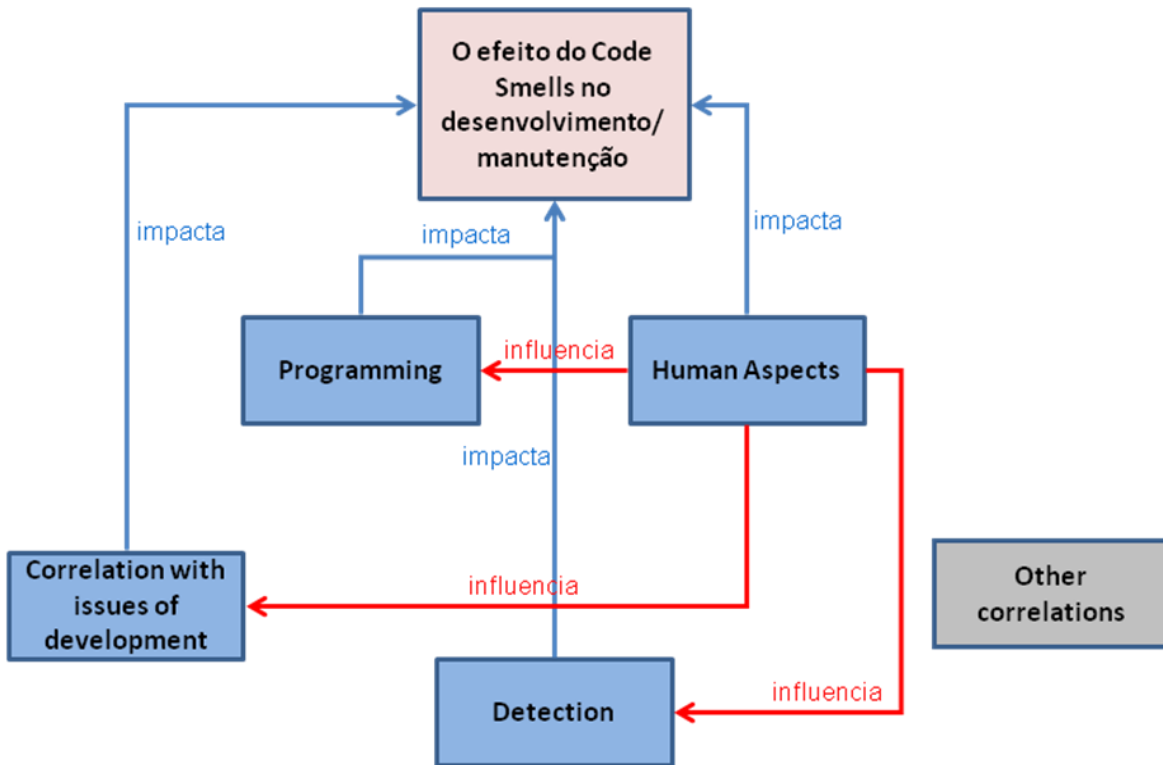 O efeito do Code
Smells no
desenvolvimento/
manutenção
impacta
impacta
impacta
Programming
influencia
Human Aspects
impacta
Correlation with
issues of
development
influencia
Other
correlations
Detection
influencia